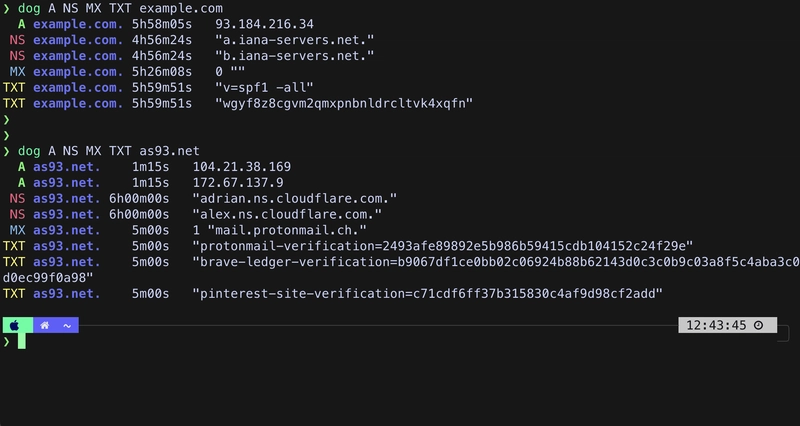 ❯ dog A NS MX TXT example.com
A example.com. 5h58m05s 93.184.216.34
NS example.com. 4h56m24s "a.iana-servers.net."
NS example.com. 4h56m24s "b.iana-servers.net."
MX example.com. 5h26m08s 0 ""
TXT example.com. 5h59m51s "v=spf1 -all"
TXT example.com. 5h59m51s "wgyf8z8cgvm2qmxpnbnldrcltvk4xqfn"
❯
❯
❯ dog A NS MX TXT as93.net
A as93.net. 1m15s 104.21.38.169
A as93.net. 1m15s 172.67.137.9
NS as93.net. 6h00m00s "adrian.ns.cloudflare.com."
NS as93.net. 6h00m00s "alex.ns.cloudflare.com."
MX as93.net. 5m00s 1 "mail.protonmail.ch."
TXT as93.net. 5m00s "protonmail-verification=2493afe89892e5b986b59415cdb104152c24f29e"
TXT as93.net. 5m00s "brave-ledger-verification=b9067df1ce0bb02c06924b88b62143d0c3c0b9c03a8f5c4aba3c0
d0ec99f0a98"
TXT as93.net. 5m00s "pinterest-site-verification=c71cdf6ff37b315830c4af9d98cf2add"
~ 12:43:45
❯